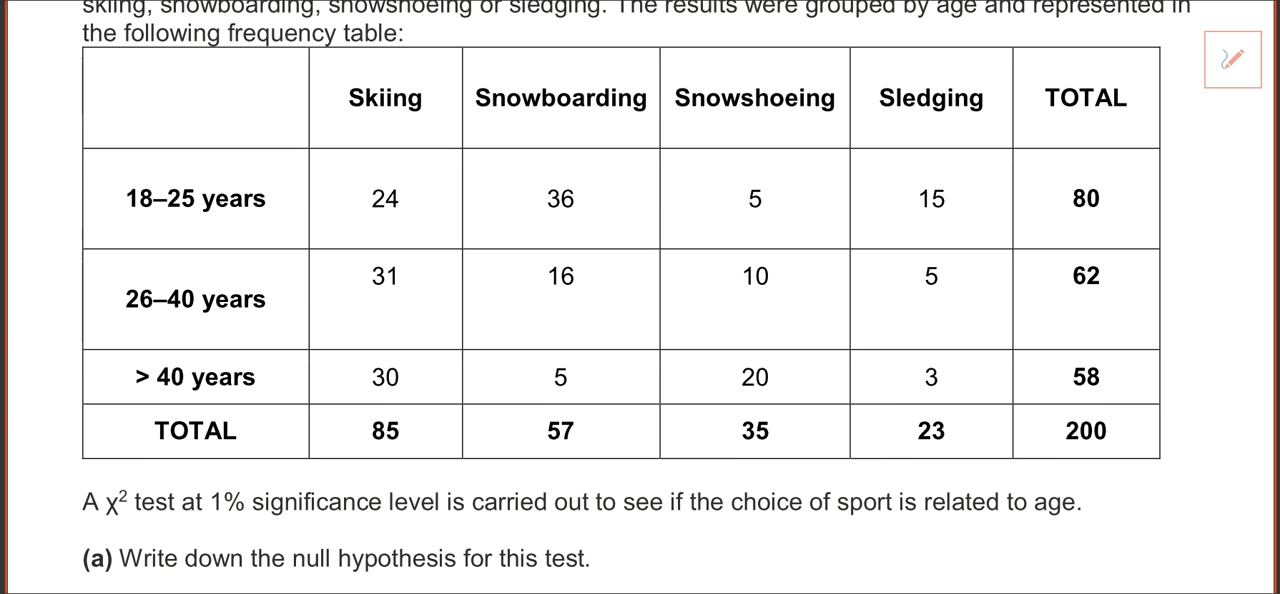 skiing, snowboarding, snowshoeing or sledging. The results were grouped by age and represented in
the following frequency table:
Skiing Snowboarding Snowshoeing Sledging TOTAL
18–25 years 24 36 5 15 80
26–40 years 31 16 10 5 62
> 40 years 30 5 20 3 58
TOTAL 85 57 35 23 200
A χ² test at 1% significance level is carried out to see if the choice of sport is related to age.
(a) Write down the null hypothesis for this test.